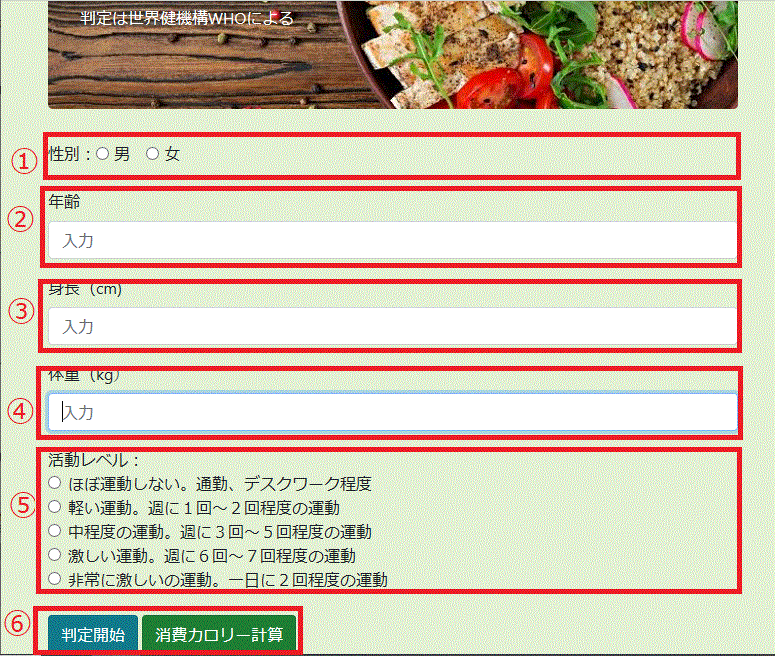 判定は世界健機構WHOによる
① 性別：男 女
② 年齢
入力
③ 身長（cm)
入力
④ 体重（kg）
入力
⑤ 活動レベル：
ほぼ運動しない。通勤、デスクワーク程度
軽い運動。週に１回～２回程度の運動
中程度の運動。週に３回～５回程度の運動
激しい運動。週に６回～７回程度の運動
非常に激しいの運動。一日に２回程度の運動
⑥ 判定開始 消費カロリー計算